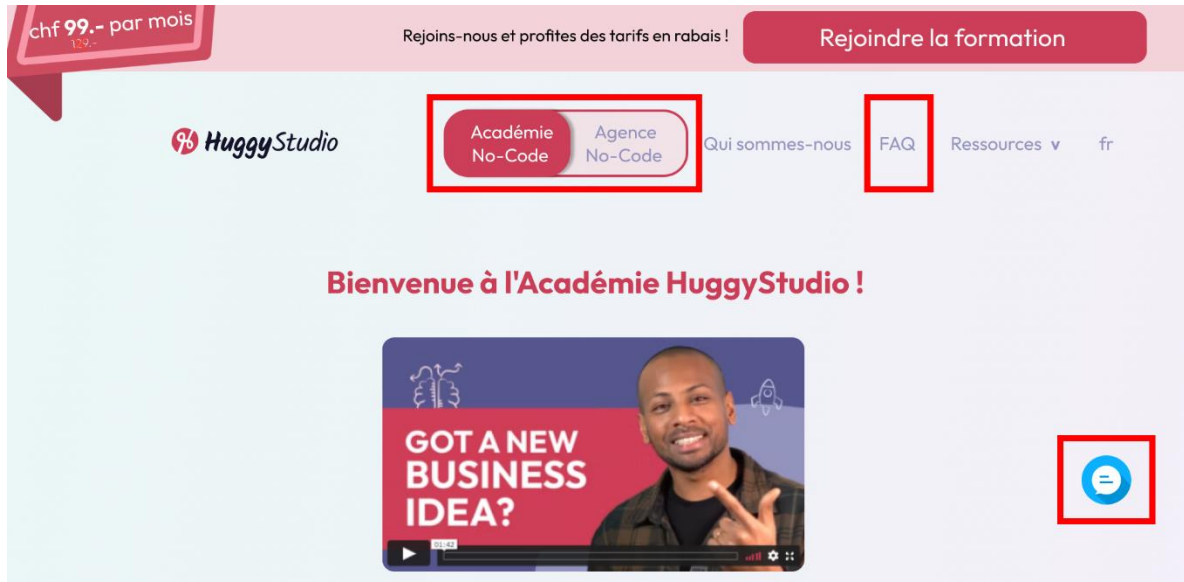 chf 99.- par mois
129.-
Rejoins-nous et profites des tarifs en rabais !
Rejoindre la formation
HuggyStudio
Académie
No-Code
Agence
No-Code
Qui sommes-nous
FAQ
Ressources v
fr
Bienvenue à l'Académie HuggyStudio !
GOT A NEW
BUSINESS
IDEA?
01:42